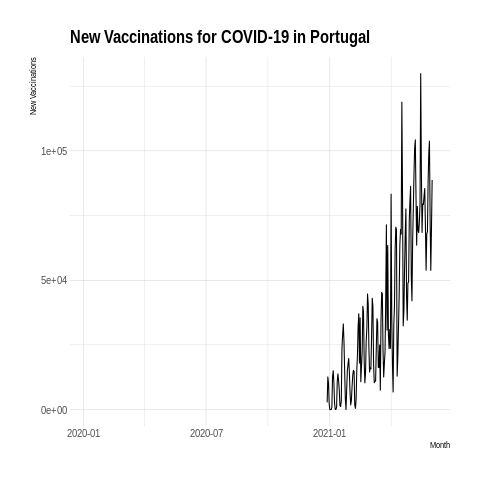 New Vaccinations for COVID-19 in Portugal
New Vaccinations
1e+05
5e+04
0e+00
2020-01 2020-07 2021-01
Month